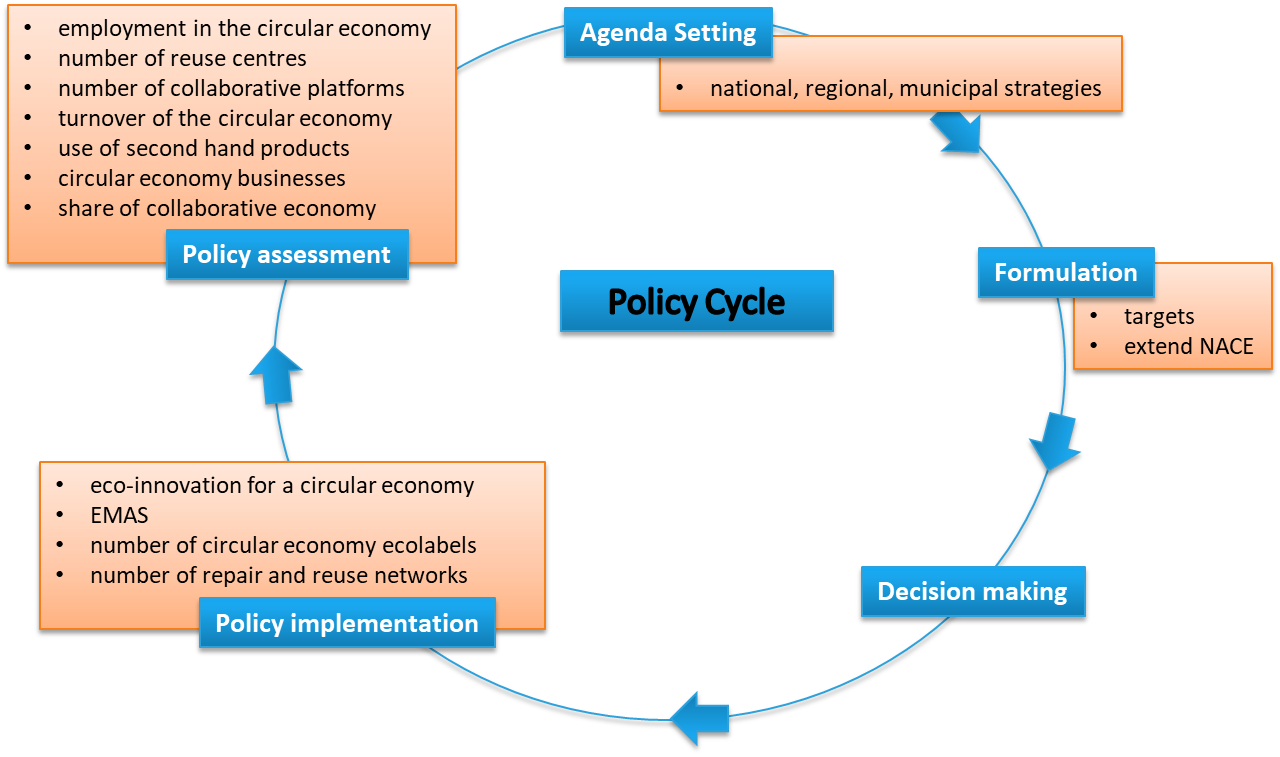 Agenda Setting
• national, regional, municipal strategies
Formulation
• targets
• extend NACE
Decision making
• eco-innovation for a circular economy
• EMAS
• number of circular economy ecolabels
• number of repair and reuse networks
Policy implementation
• employment in the circular economy
• number of reuse centres
• number of collaborative platforms
• turnover of the circular economy
• use of second hand products
• circular economy businesses
• share of collaborative economy
Policy assessment
Policy Cycle